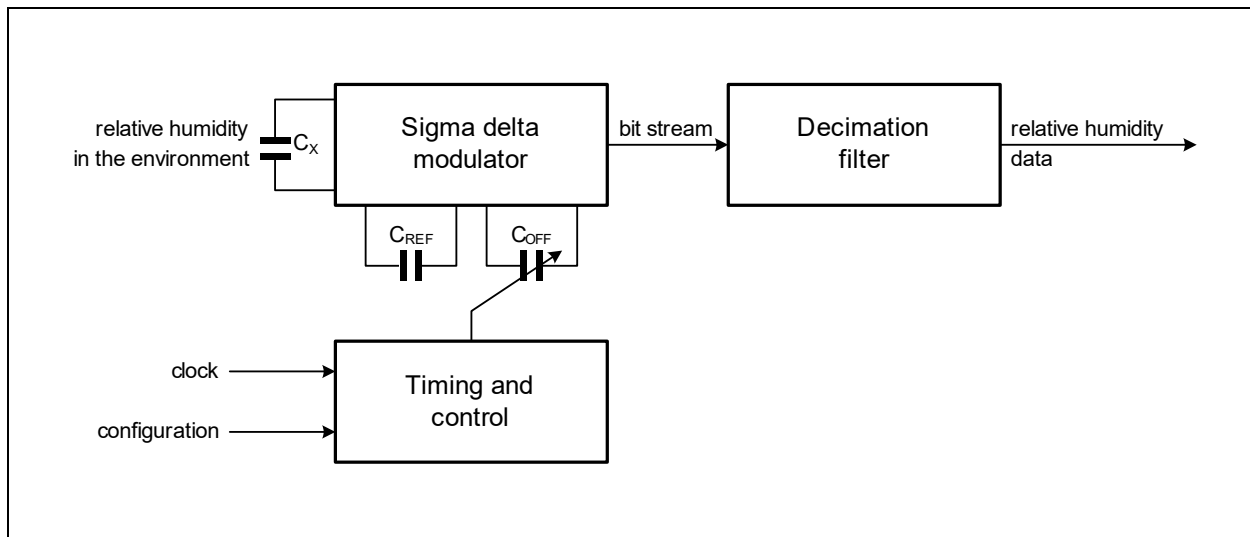 relative humidity
in the environment
CX
Sigma delta
modulator
bit stream
Decimation
filter
relative humidity
data
CREF
COFF
clock
configuration
Timing and
control